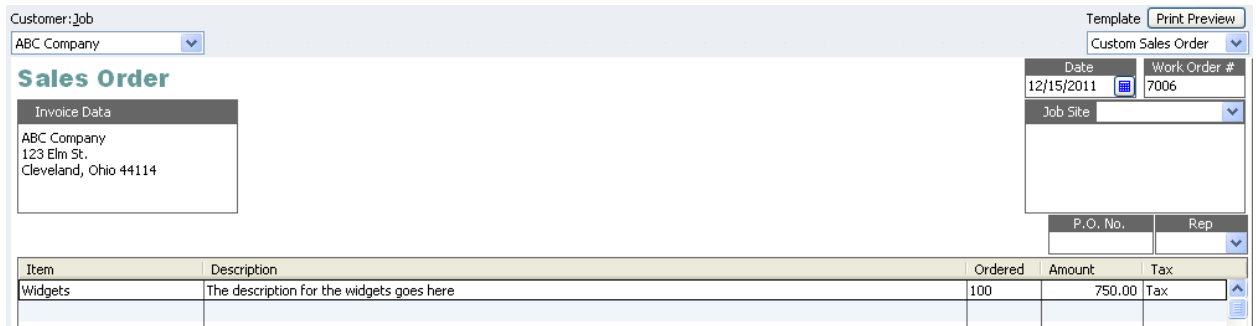 Customer:Job
Template Print Preview
ABC Company
Custom Sales Order
Sales Order
Date Work Order #
12/15/2011 7006
Invoice Data
Job Site
ABC Company
123 Elm St.
Cleveland, Ohio 44114
P.O. No. Rep
Item Description Ordered Amount Tax
Widgets The description for the widgets goes here 100 750.00 Tax